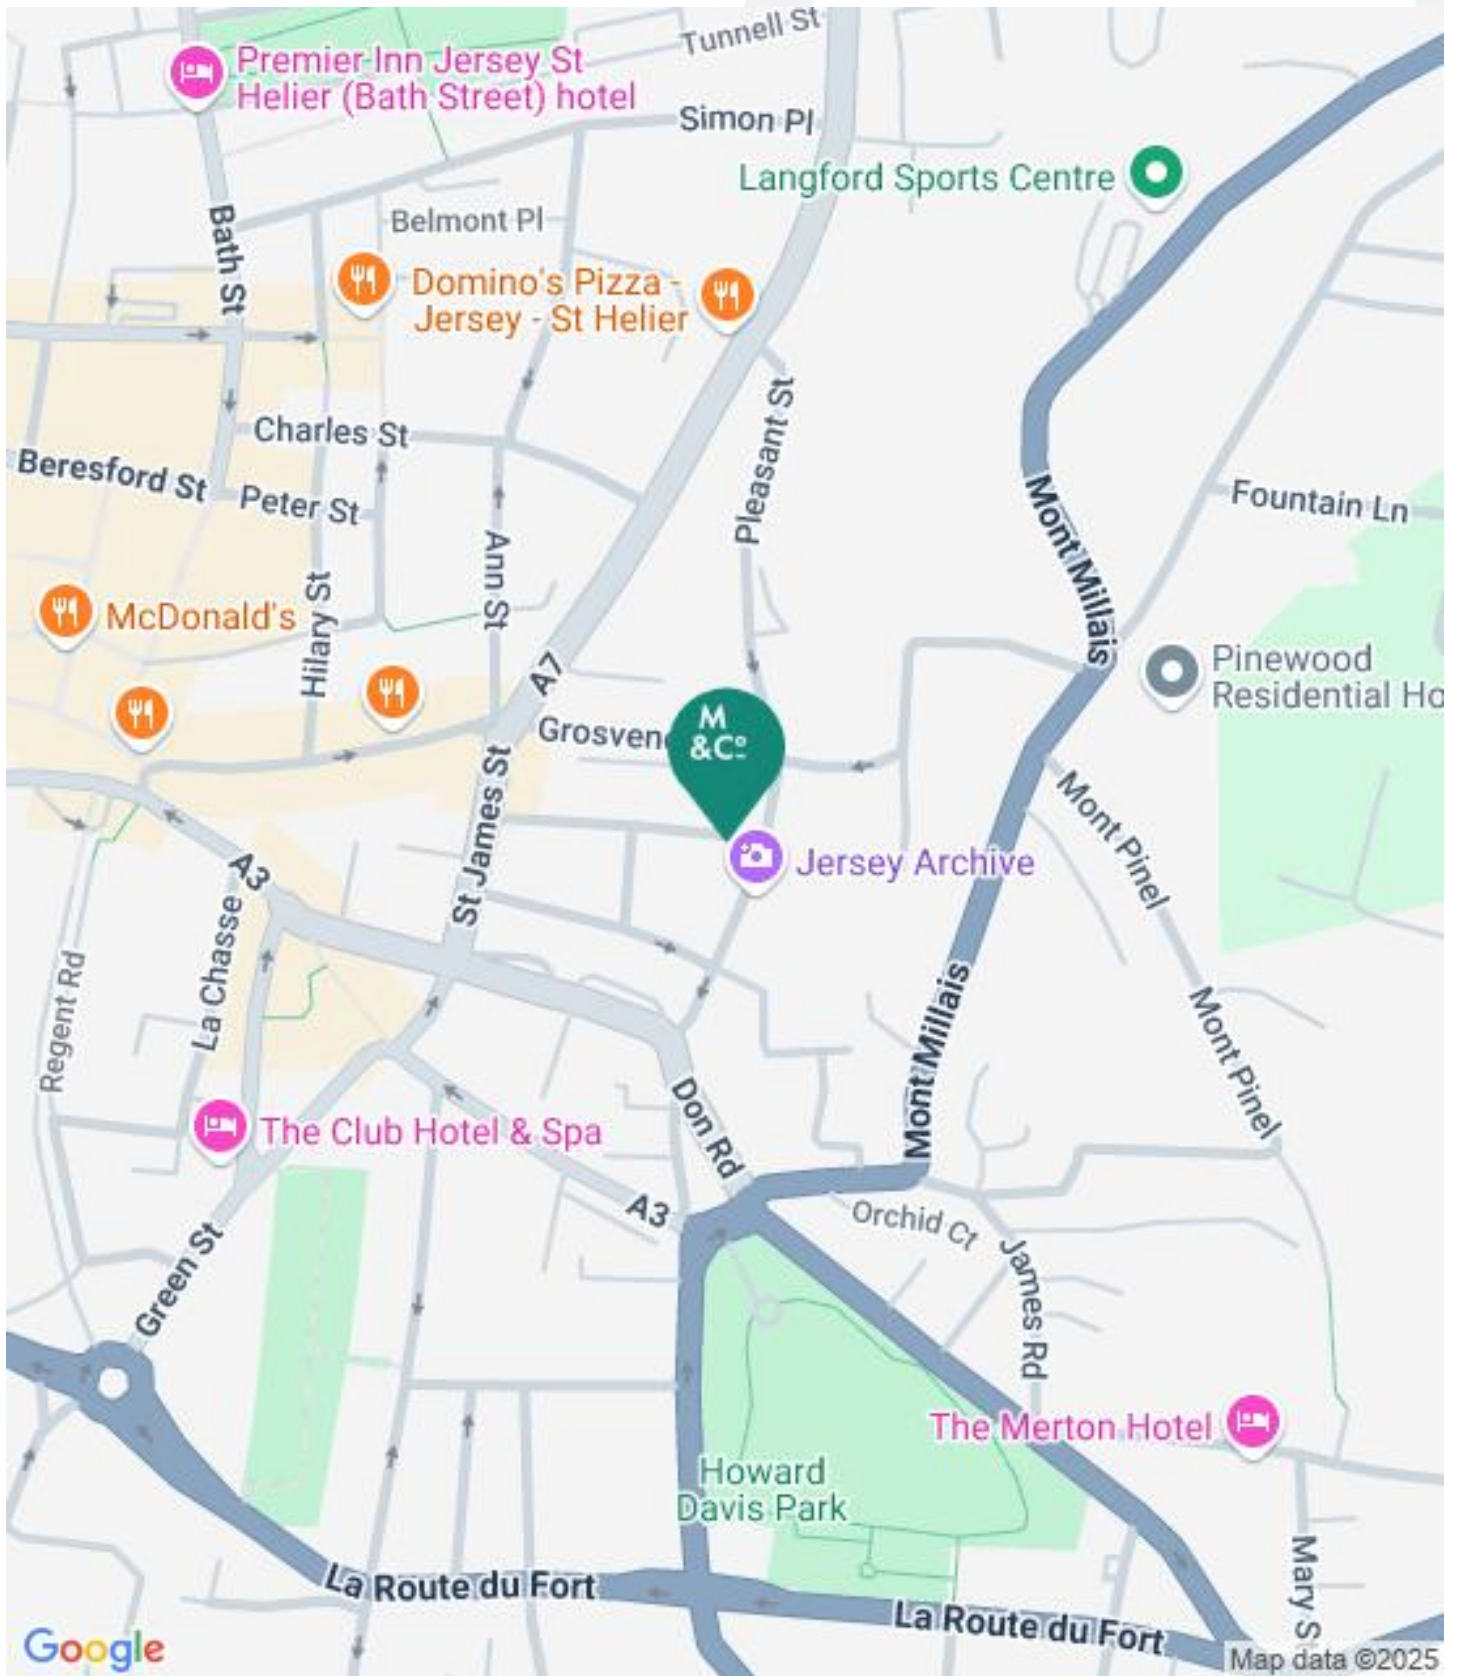 Tunnell St
Premier Inn Jersey St
Helier (Bath Street) hotel
Simon Pl
Langford Sports Centre
Bath St
Belmont Pl
Domino's Pizza -
Jersey - St Helier
Pleasant St
Charles St
Beresford St
Peter St
Mont Millais
Fountain Ln
Ann St
Hilary St
McDonald's
A7
Pinewood
Residential Ho
M
&Co
Grosven
St James St
Mont Pinel
A3
Jersey Archive
La Chasse
Regent Rd
Mont Millais
Mont Pinel
Don Rd
The Club Hotel & Spa
A3
Orchid Ct
Green St
James Rd
The Merton Hotel
Howard
Davis Park
La Route du Fort
La Route du Fort
Mary St
Google
Map data ©2025